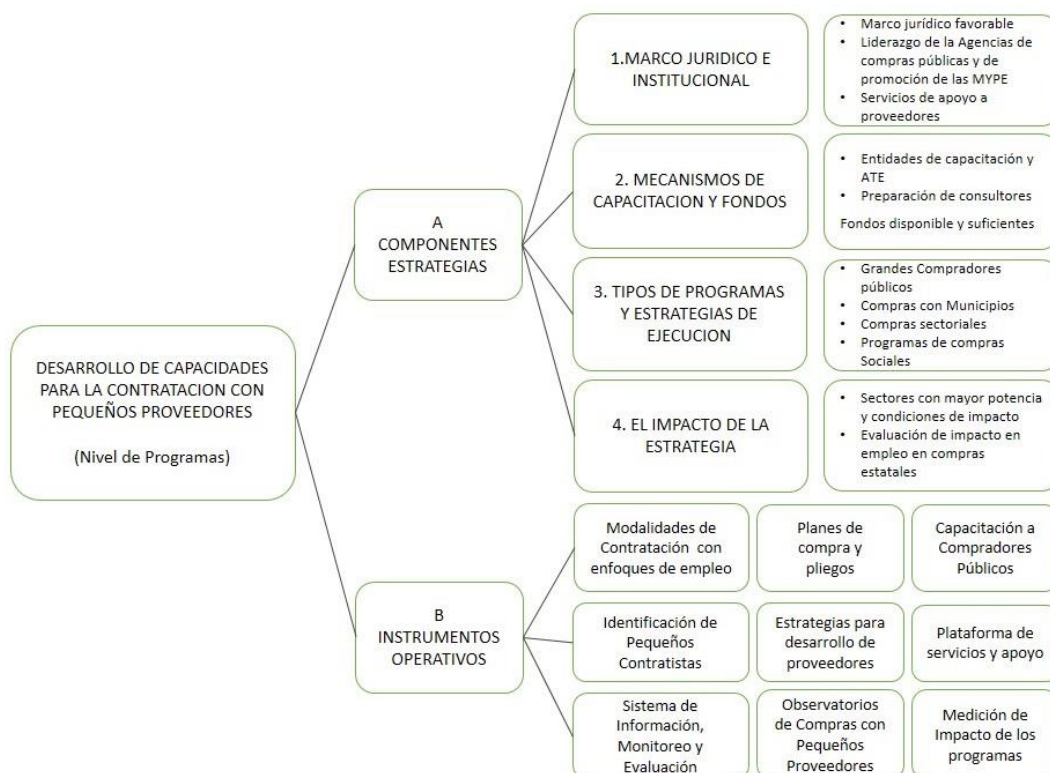 DESARROLLO DE CAPACIDADES
PARA LA CONTRATACION CON
PEQUEÑOS PROVEEDORES
(Nivel de Programas)
A
COMPONENTES
ESTRATEGIAS
1.MARCO JURIDICO E
INSTITUCIONAL
• Marco jurídico favorable
• Liderazgo de la Agencias de
compras públicas y de
promoción de las MYPE
• Servicios de apoyo a
proveedores
2. MECANISMOS DE
CAPACITACION Y FONDOS
• Entidades de capacitación y
ATE
• Preparación de consultores
Fondos disponible y suficientes
3. TIPOS DE PROGRAMAS
Y ESTRATEGIAS DE
EJECUCION
• Grandes Compradores
públicos
• Compras con Municipios
• Compras sectoriales
• Programas de compras
Sociales
4. EL IMPACTO DE LA
ESTRATEGIA
• Sectores con mayor potencia
y condiciones de impacto
• Evaluación de impacto en
empleo en compras
estatales
B
INSTRUMENTOS
OPERATIVOS
Modalidades de
Contratación con
enfoques de empleo
Planes de
compra y
pliegos
Capacitación a
Compradores
Públicos
Identificación de
Pequeños
Contratistas
Estrategias para
desarrollo de
proveedores
Plataforma de
servicios y apoyo
Sistema de
Información,
Monitoreo y
Evaluación
Observatorios
de Compras con
Pequeños
Proveedores
Medición de
Impacto de los
programas